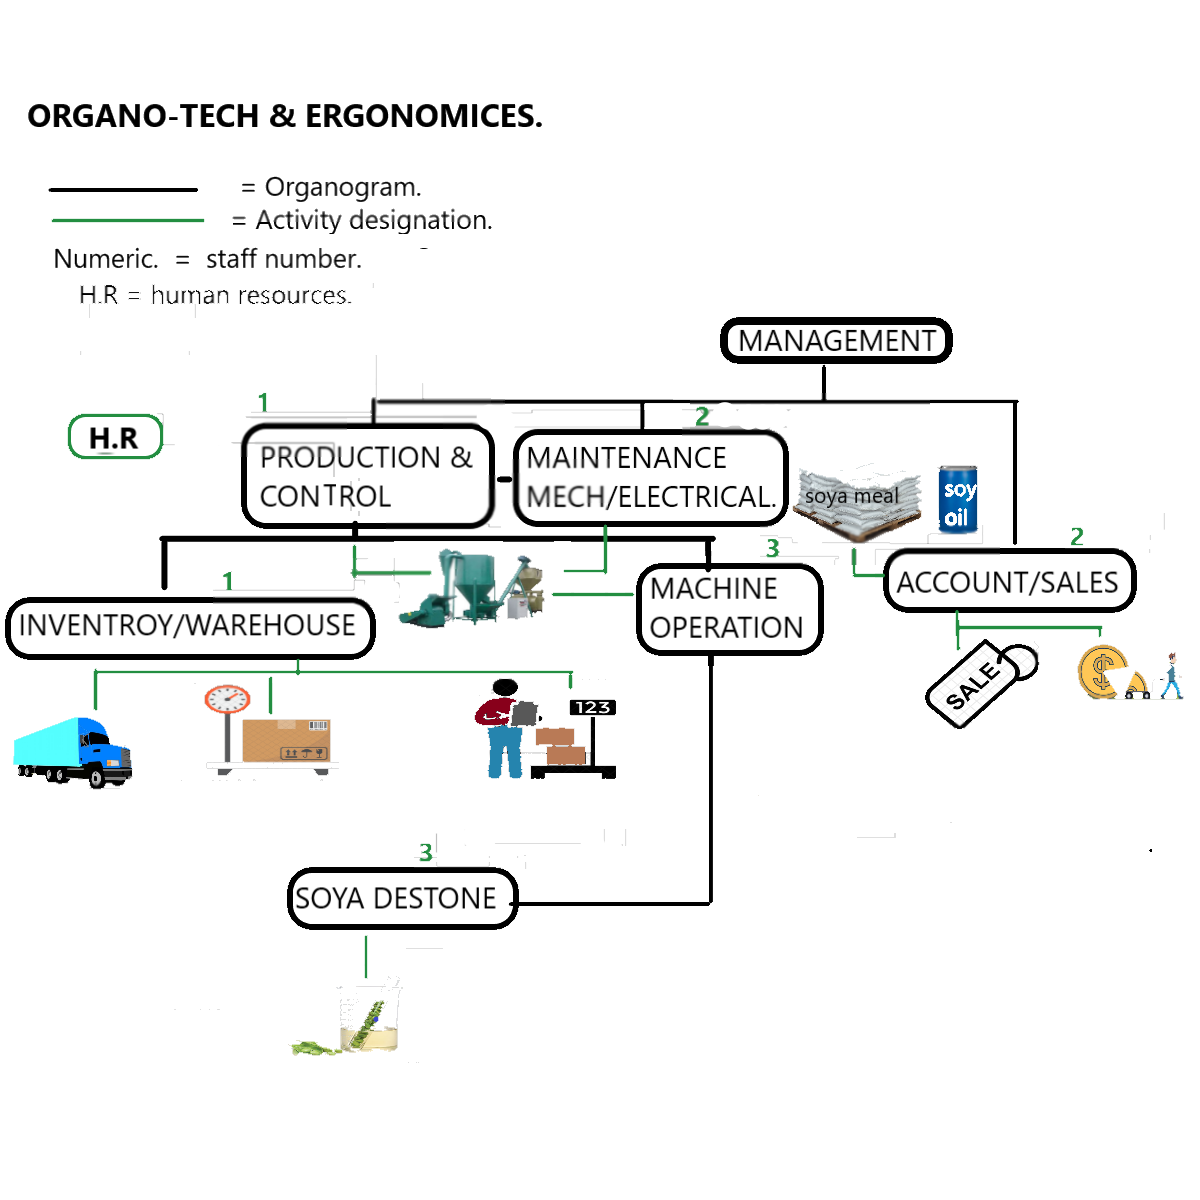 ORGANO-TECH & ERGONOMICES.
= Organogram.
= Activity designation.
Numeric. = staff number.
H.R = human resources.
MANAGEMENT
1
2
H.R
PRODUCTION &
CONTROL
MAINTENANCE
MECH/ELECTRICAL.
soya meal
soy
oil
3
2
1
MACHINE
OPERATION
ACCOUNT/SALES
INVENTROY/WAREHOUSE
SALE
$
123
3
SOYA DESTONE